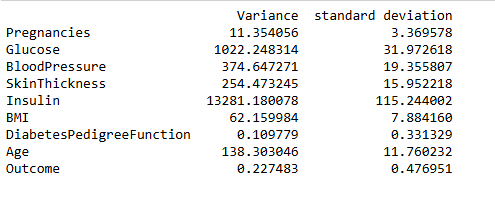 Variance standard deviation
Pregnancies 11.354056 3.369578
Glucose 1022.248314 31.972618
BloodPressure 374.647271 19.355807
SkinThickness 254.473245 15.952218
Insulin 13281.180078 115.244002
BMI 62.159984 7.884160
DiabetesPedigreeFunction 0.109779 0.331329
Age 138.303046 11.760232
Outcome 0.227483 0.476951